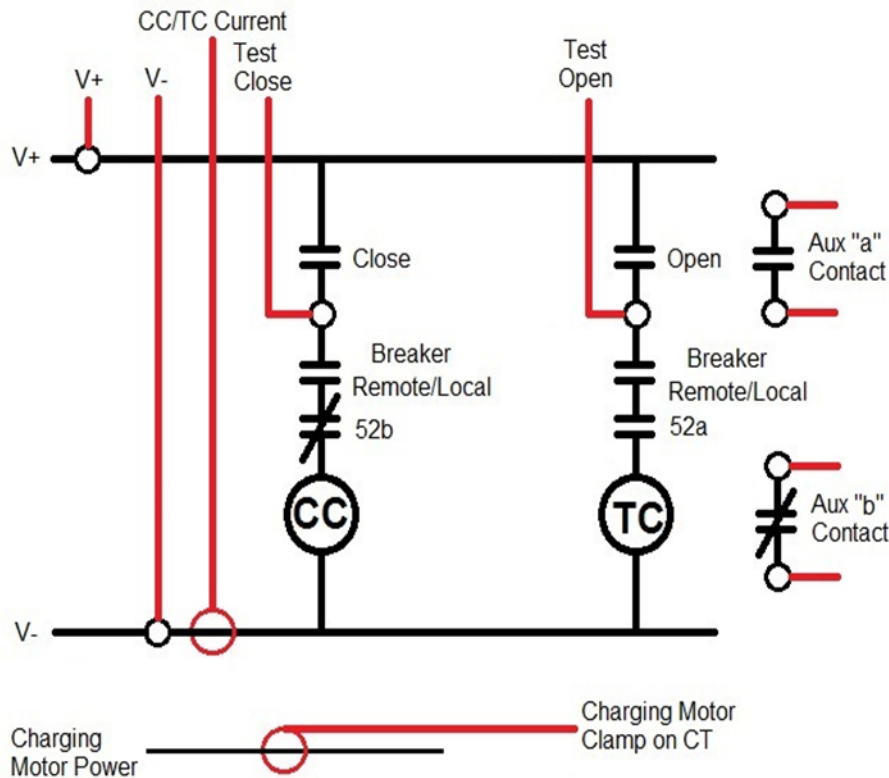 CC/TC Current
Test
Close
Test
Open
V+
V-
V+
Close
Open
Aux "a"
Contact
Breaker
Remote/Local
52b
Breaker
Remote/Local
52a
CC
TC
Aux "b"
Contact
V-
Charging
Motor Power
Charging Motor
Clamp on CT